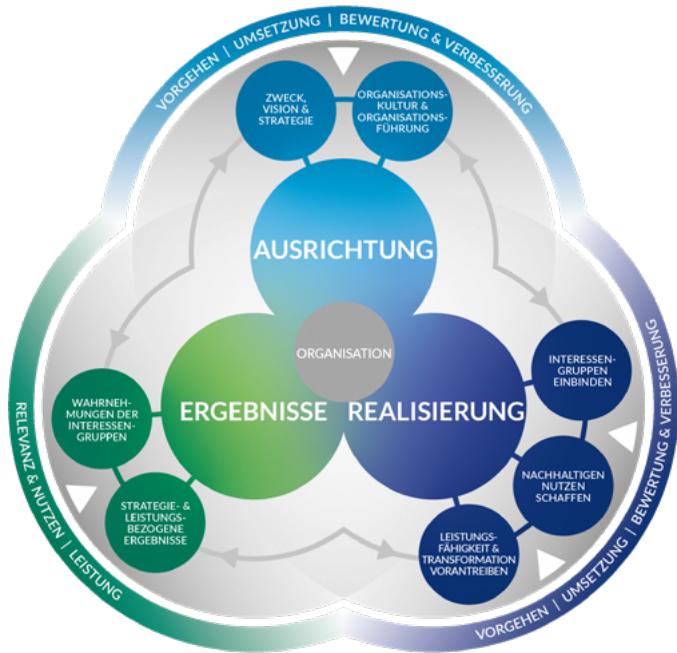 VORGEHEN | UMSETZUNG | BEWERTUNG & VERBESSERUNG
ZWECK,
VISION &
STRATEGIE
ORGANISATIONS-
KULTUR &
ORGANISATIONS-
FÜHRUNG
AUSRICHTUNG
ORGANISATION
ERGEBNISSE
REALISIERUNG
INTERESSEN-
GRUPPEN
EINBINDEN
NACHHALTIGEN
NUTZEN
SCHAFFEN
LEISTUNGS-
FÄHIGKEIT &
TRANSFORMATION
VORANTREIBEN
VORGEHEN | UMSETZUNG | BEWERTUNG & VERBESSERUNG
WAHRNEH-
MUNGEN DER
INTERESSEN-
GRUPPEN
STRATEGIE- &
LEISTUNGS-
BEZOGENE
ERGEBNISSE
RELEVANZ & NUTZEN | LEISTUNG